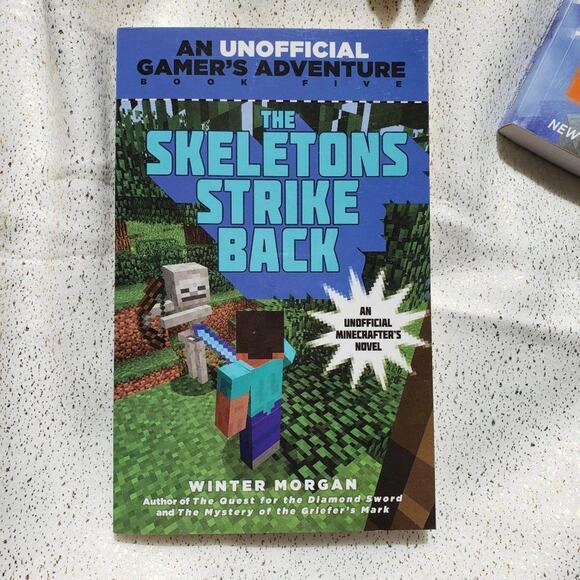 AN UNOFFICIAL
GAMER'S ADVENTURE
BOOK FIVE
THE
SKELETONS
STRIKE
BACK
AN
UNOFFICIAL
MINECRAFTER'S
NOVEL
WINTER MORGAN
Author of The Quest for the Diamond Sword
and The Mystery of the Griefer's Mark
NEW